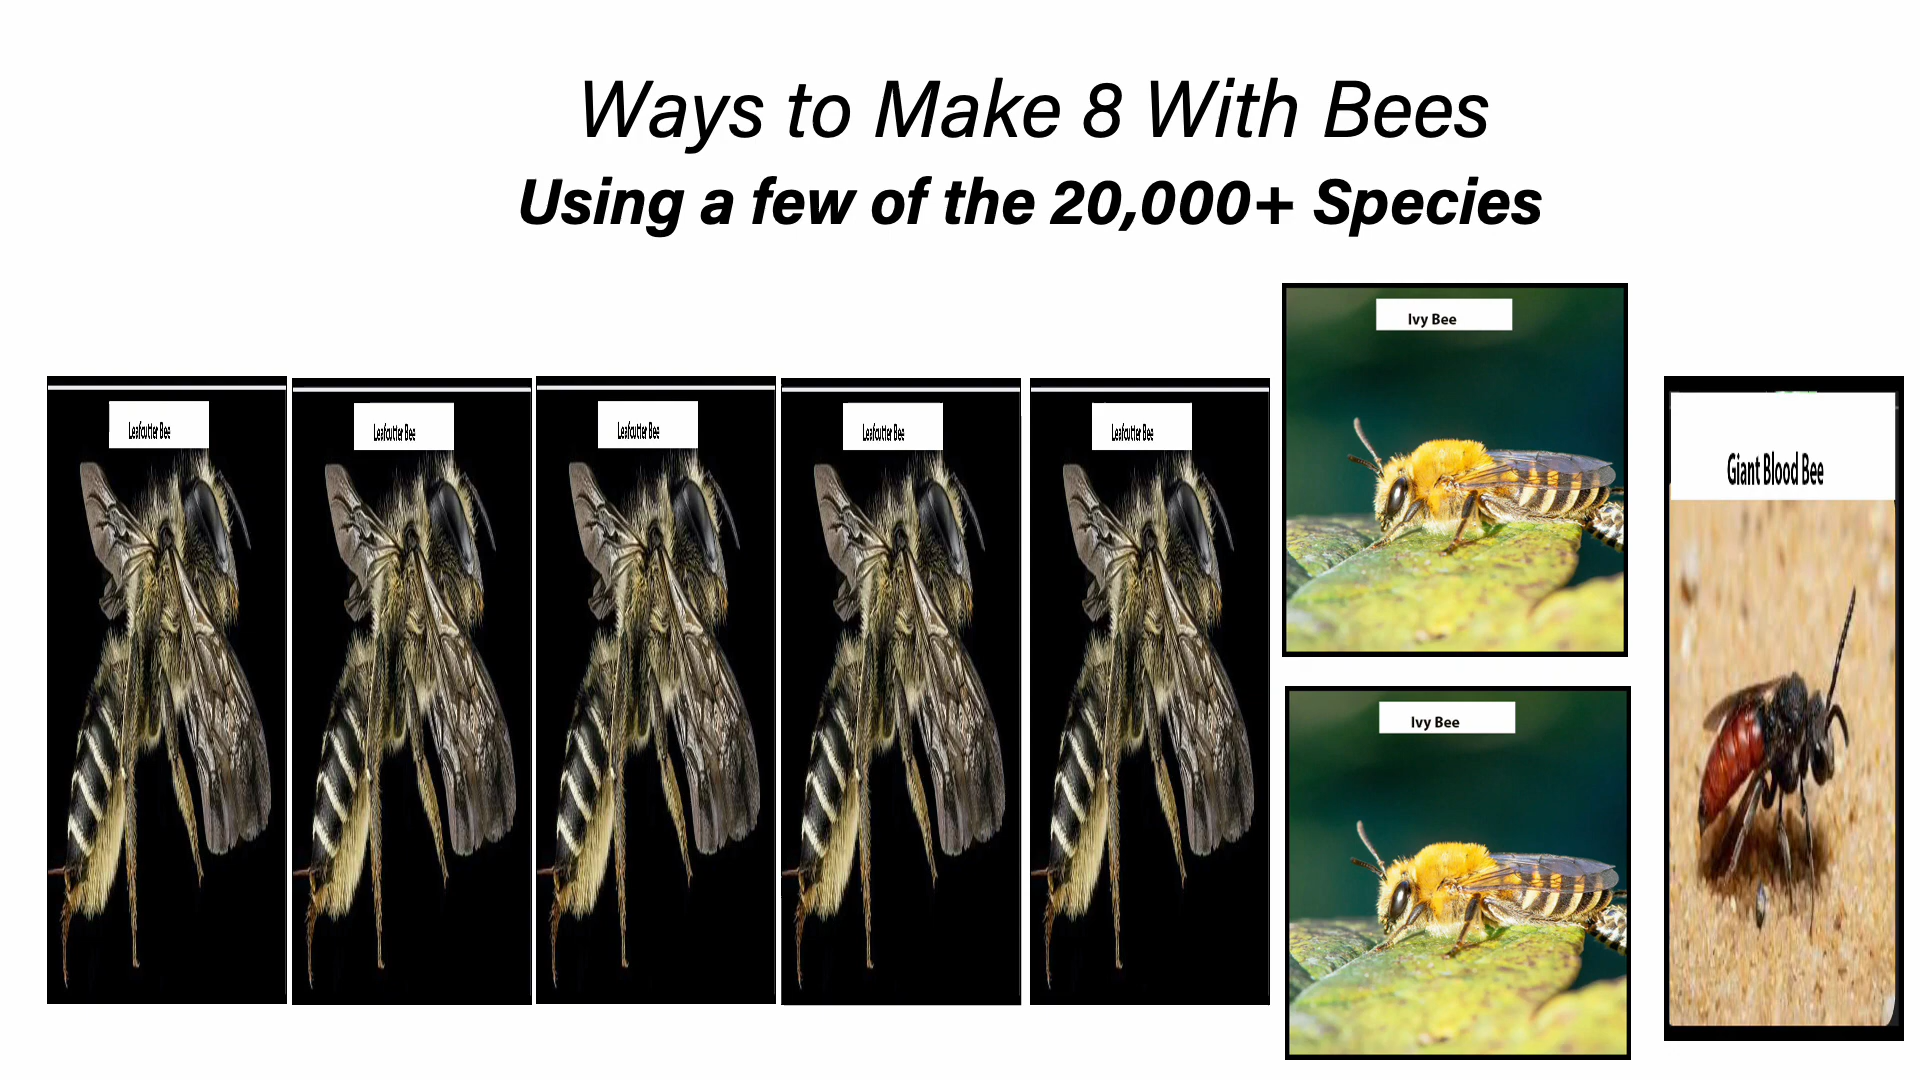 Ways to Make 8 With Bees
Using a few of the 20,000+ Species
Leafcutter Bee
Leafcutter Bee
Leafcutter Bee
Leafcutter Bee
Leafcutter Bee
Ivy Bee
Ivy Bee
Giant Blood Bee